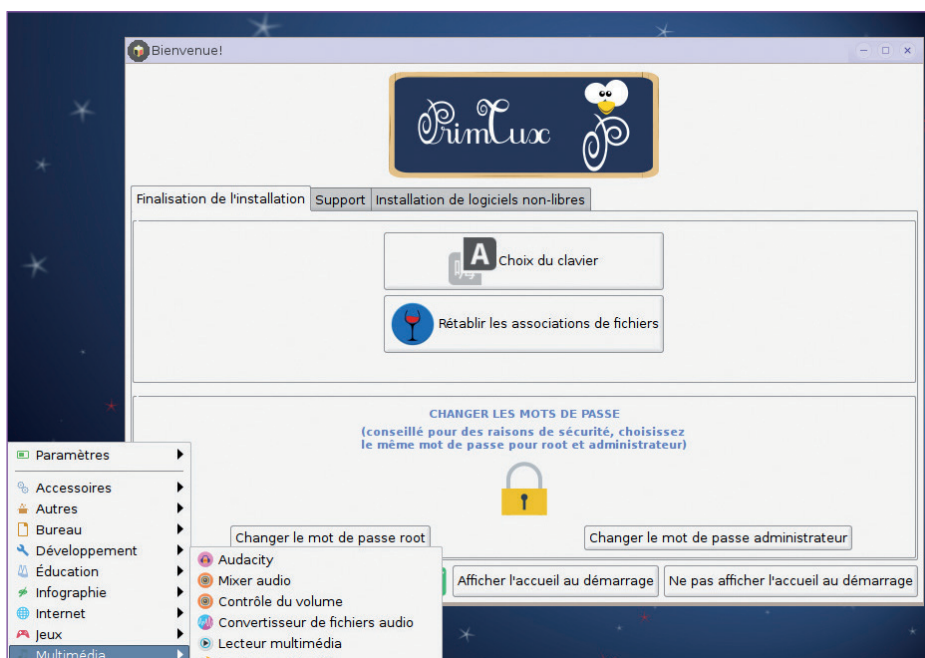 Bienvenue!
PrimTux
Finalisation de l'installation
Support
Installation de logiciels non-libres
A
Choix du clavier
Rétablir les associations de fichiers
CHANGER LES MOTS DE PASSE
(conseillé pour des raisons de sécurité, choisissez
le même mot de passe pour root et administrateur)
Changer le mot de passe root
Changer le mot de passe administrateur
Afficher l'accueil au démarrage
Ne pas afficher l'accueil au démarrage
Paramètres
Accessoires
Autres
Bureau
Développement
Éducation
Infographie
Internet
Jeux
Multimédia
Audacity
Mixer audio
Contrôle du volume
Convertisseur de fichiers audio
Lecteur multimédia